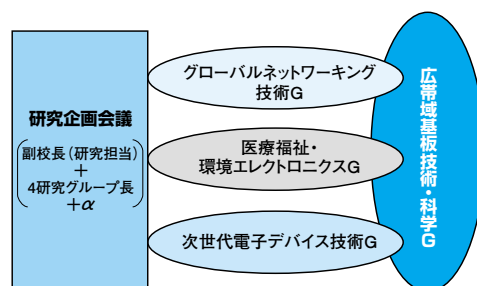 研究企画会議
副校長（研究担当）
＋
4研究グループ長
＋α
グローバルネットワーキング
技術G
医療福祉・
環境エレクトロニクスG
次世代電子デバイス技術G
広帯域基板技術・科学G